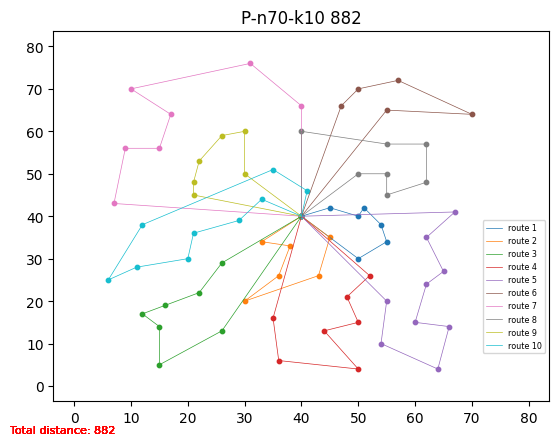 P-n70-k10 882
80
70
60
50
40
30
20
10
0
route 1
route 2
route 3
route 4
route 5
route 6
route 7
route 8
route 9
route 10
0 10 20 30 40 50 60 70 80
Total distance: 882